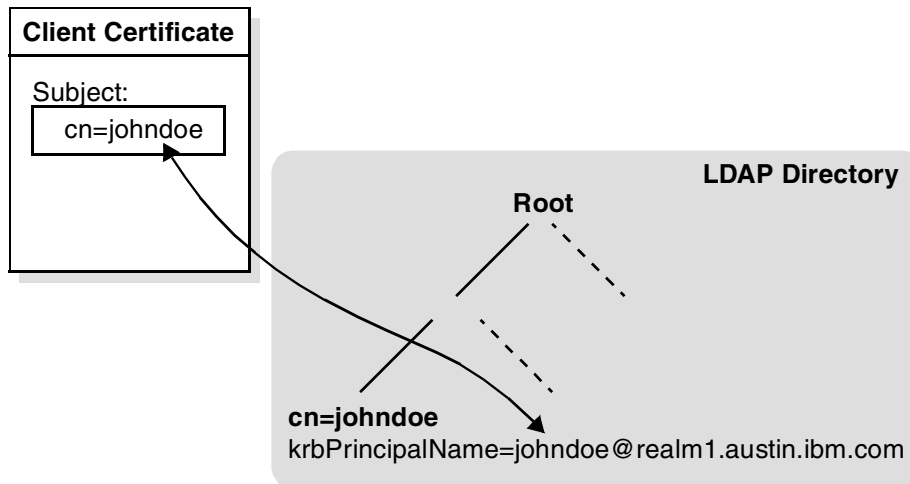 Client Certificate
Subject:
cn=johndoe
LDAP Directory
Root
cn=johndoe
krbPrincipalName=johndoe@realm1.austin.ibm.com